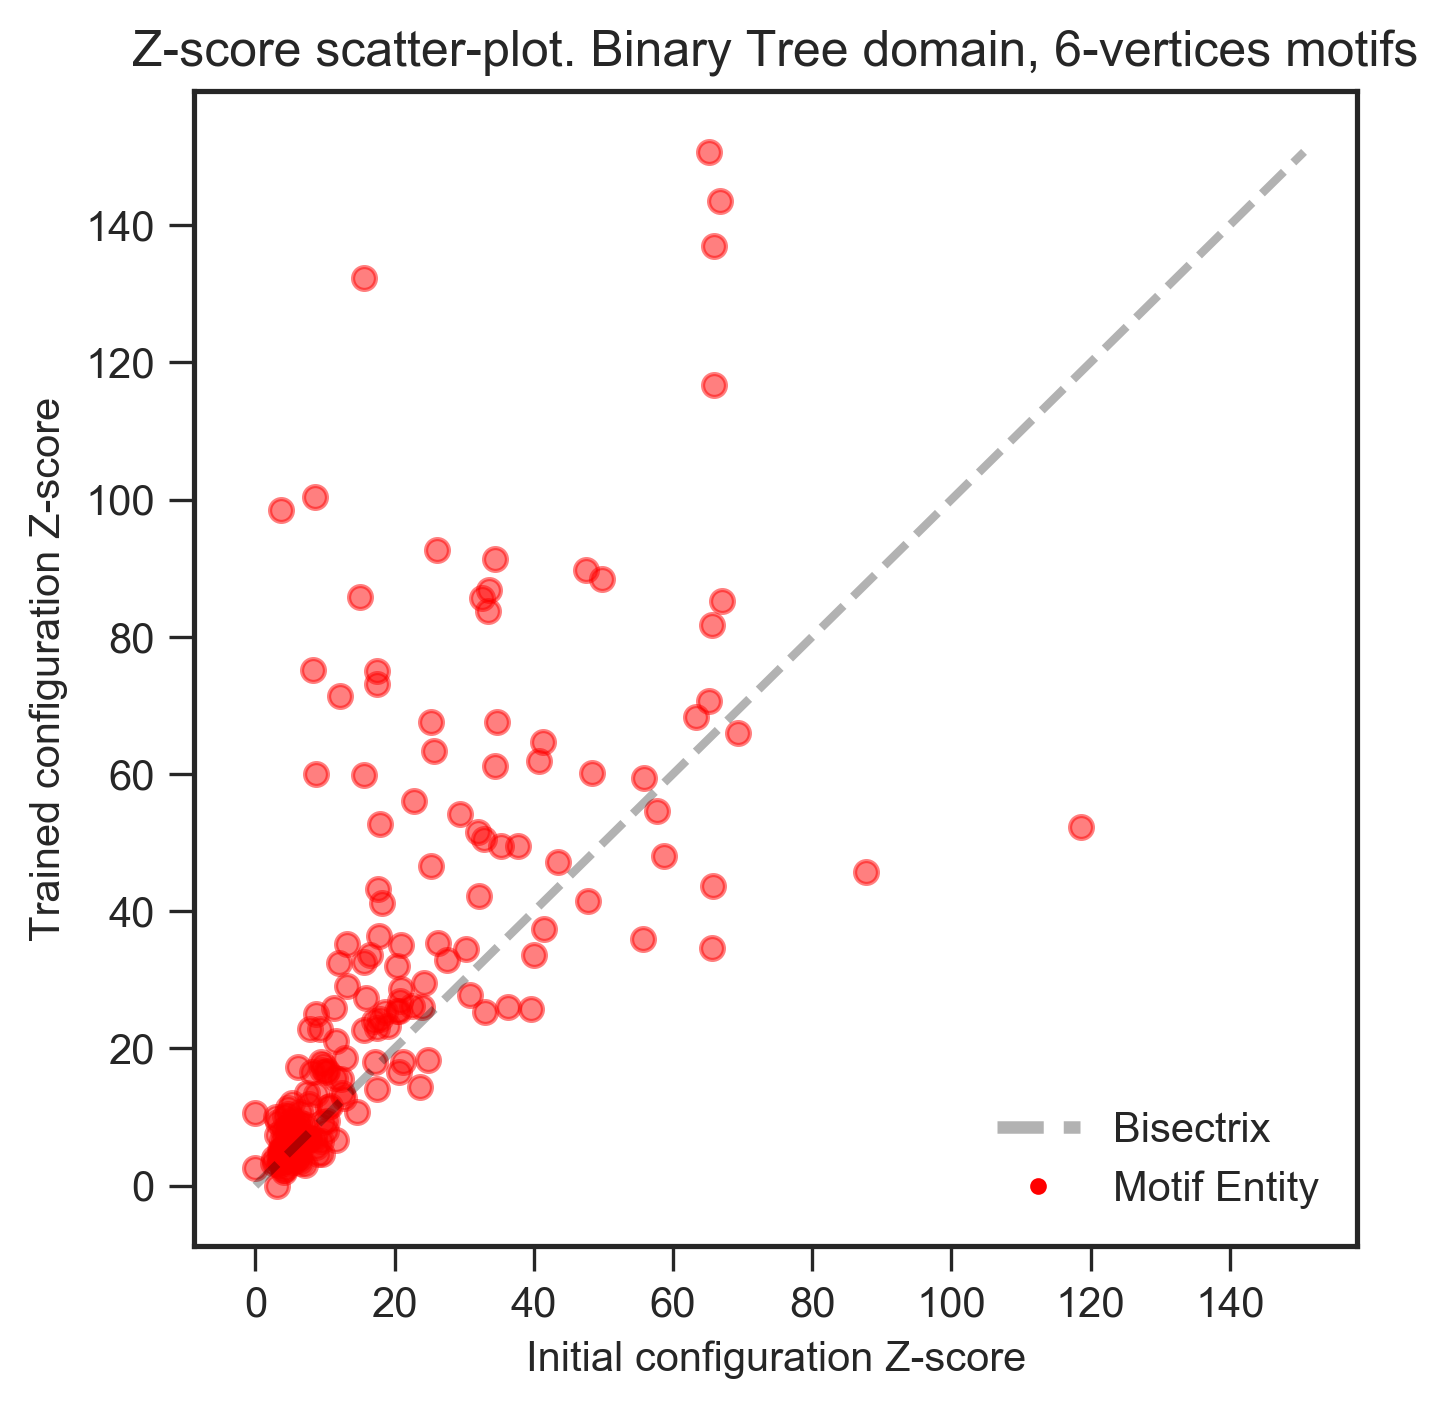 Z-score scatter-plot. Binary Tree domain, 6-vertices motifs
140
120
100
80
60
40
20
0
Trained configuration Z-score
Bisectrix
Motif Entity
0 20 40 60 80 100 120 140
Initial configuration Z-score